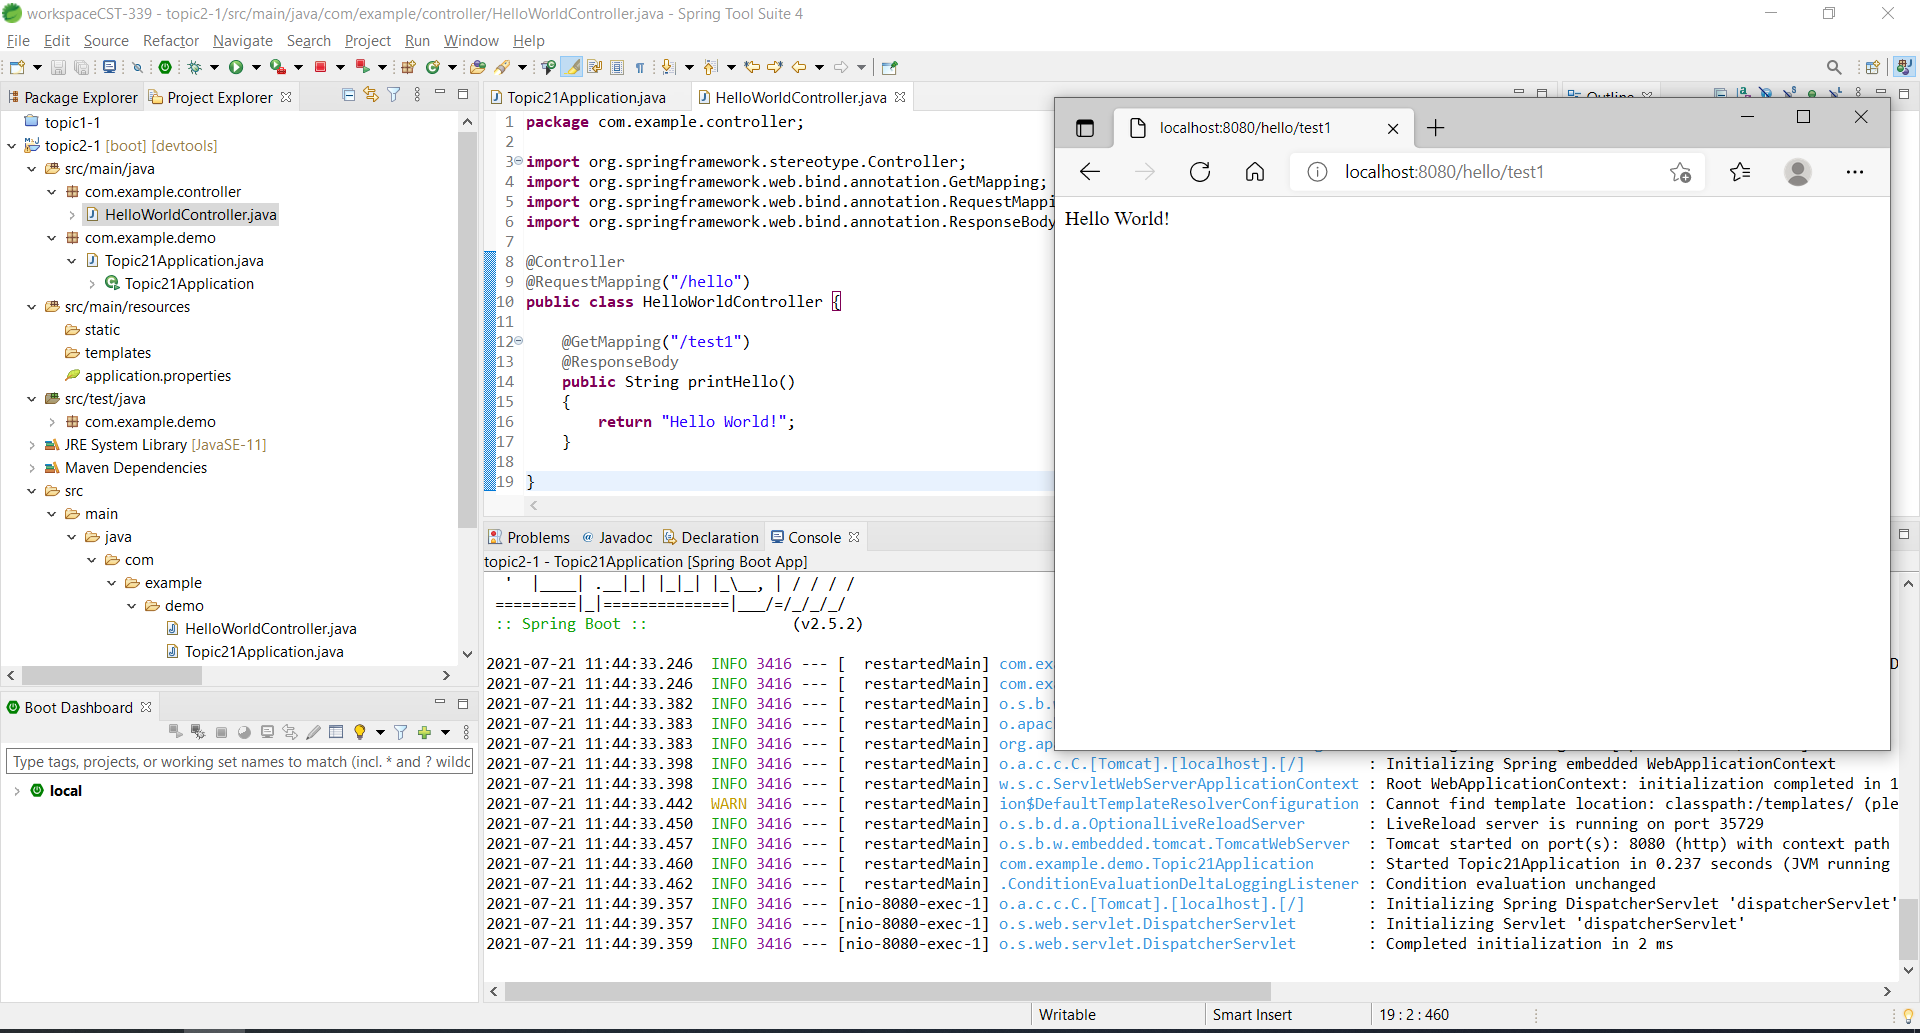 workspaceCST-339 - topic2-1/src/main/java/com/example/controller/HelloWorldController.java - Spring Tool Suite 4
File Edit Source Refactor Navigate Search Project Run Window Help
Package Explorer
Project Explorer
topic1-1
topic2-1 [boot] [devtools]
src/main/java
com.example.controller
HelloWorldController.java
com.example.demo
Topic21Application.java
Topic21Application
src/main/resources
static
templates
application.properties
src/test/java
com.example.demo
JRE System Library [JavaSE-11]
Maven Dependencies
src
main
java
com
example
demo
HelloWorldController.java
Topic21Application.java
Boot Dashboard
Type tags, projects, or working set names to match (incl. * and ? wildc
local
Topic21Application.java
HelloWorldController.java
Outline
1 package com.example.controller;
2
3 import org.springframework.stereotype.Controller;
4 import org.springframework.web.bind.annotation.GetMapping;
5 import org.springframework.web.bind.annotation.RequestMappi
6 import org.springframework.web.bind.annotation.ResponseBody
7
8 @Controller
9 @RequestMapping("/hello")
10 public class HelloWorldController {
11
12 @GetMapping("/test1")
13 @ResponseBody
14 public String printHello()
15 {
16 return "Hello World!";
17 }
18
19 }
localhost:8080/hello/test1
localhost:8080/hello/test1
Hello World!
Problems @ Javadoc Declaration Console
topic2-1 - Topic21Application [Spring Boot App]
' |____| .__|_| |_|_| |_\__, | / / / /
=========|_|==============|___/=/_/_/_/
:: Spring Boot :: (v2.5.2)
2021-07-21 11:44:33.246 INFO 3416 --- [ restartedMain] com.ex
2021-07-21 11:44:33.246 INFO 3416 --- [ restartedMain] com.ex
2021-07-21 11:44:33.382 INFO 3416 --- [ restartedMain] o.s.b.
2021-07-21 11:44:33.383 INFO 3416 --- [ restartedMain] o.apac
2021-07-21 11:44:33.383 INFO 3416 --- [ restartedMain] org.ap
2021-07-21 11:44:33.398 INFO 3416 --- [ restartedMain] o.a.c.c.C.[Tomcat].[localhost].[/] : Initializing Spring embedded WebApplicationContext
2021-07-21 11:44:33.398 INFO 3416 --- [ restartedMain] w.s.c.ServletWebServerApplicationContext : Root WebApplicationContext: initialization completed in 1
2021-07-21 11:44:33.442 WARN 3416 --- [ restartedMain] ion$DefaultTemplateResolverConfiguration : Cannot find template location: classpath:/templates/ (ple
2021-07-21 11:44:33.450 INFO 3416 --- [ restartedMain] o.s.b.d.a.OptionalLiveReloadServer : LiveReload server is running on port 35729
2021-07-21 11:44:33.457 INFO 3416 --- [ restartedMain] o.s.b.w.embedded.tomcat.TomcatWebServer : Tomcat started on port(s): 8080 (http) with context path
2021-07-21 11:44:33.460 INFO 3416 --- [ restartedMain] com.example.demo.Topic21Application : Started Topic21Application in 0.237 seconds (JVM running
2021-07-21 11:44:33.462 INFO 3416 --- [ restartedMain] .ConditionEvaluationDeltaLoggingListener : Condition evaluation unchanged
2021-07-21 11:44:39.357 INFO 3416 --- [nio-8080-exec-1] o.a.c.c.C.[Tomcat].[localhost].[/] : Initializing Spring DispatcherServlet 'dispatcherServlet'
2021-07-21 11:44:39.357 INFO 3416 --- [nio-8080-exec-1] o.s.web.servlet.DispatcherServlet : Initializing Servlet 'dispatcherServlet'
2021-07-21 11:44:39.359 INFO 3416 --- [nio-8080-exec-1] o.s.web.servlet.DispatcherServlet : Completed initialization in 2 ms
Writable Smart Insert 19 : 2 : 460